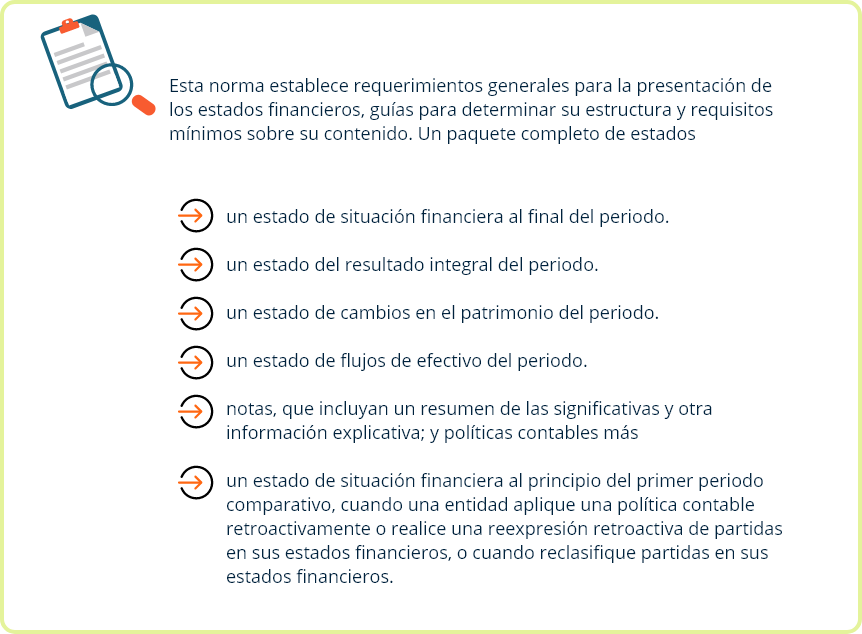 Esta norma establece requerimientos generales para la presentación de
los estados financieros, guías para determinar su estructura y requisitos
mínimos sobre su contenido. Un paquete completo de estados
un estado de situación financiera al final del periodo.
un estado del resultado integral del periodo.
un estado de cambios en el patrimonio del periodo.
un estado de flujos de efectivo del periodo.
notas, que incluyan un resumen de las significativas y otra
información explicativa; y políticas contables más
un estado de situación financiera al principio del primer periodo
comparativo, cuando una entidad aplique una política contable
retroactivamente o realice una reexpresión retroactiva de partidas
en sus estados financieros, o cuando reclasifique partidas en sus
estados financieros.